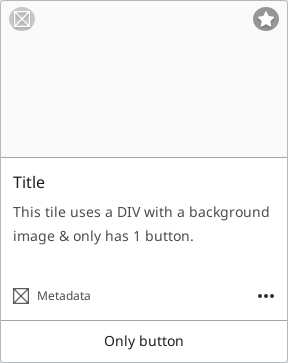 Title
This tile uses a DIV with a background
image & only has 1 button.
Metadata
Only button